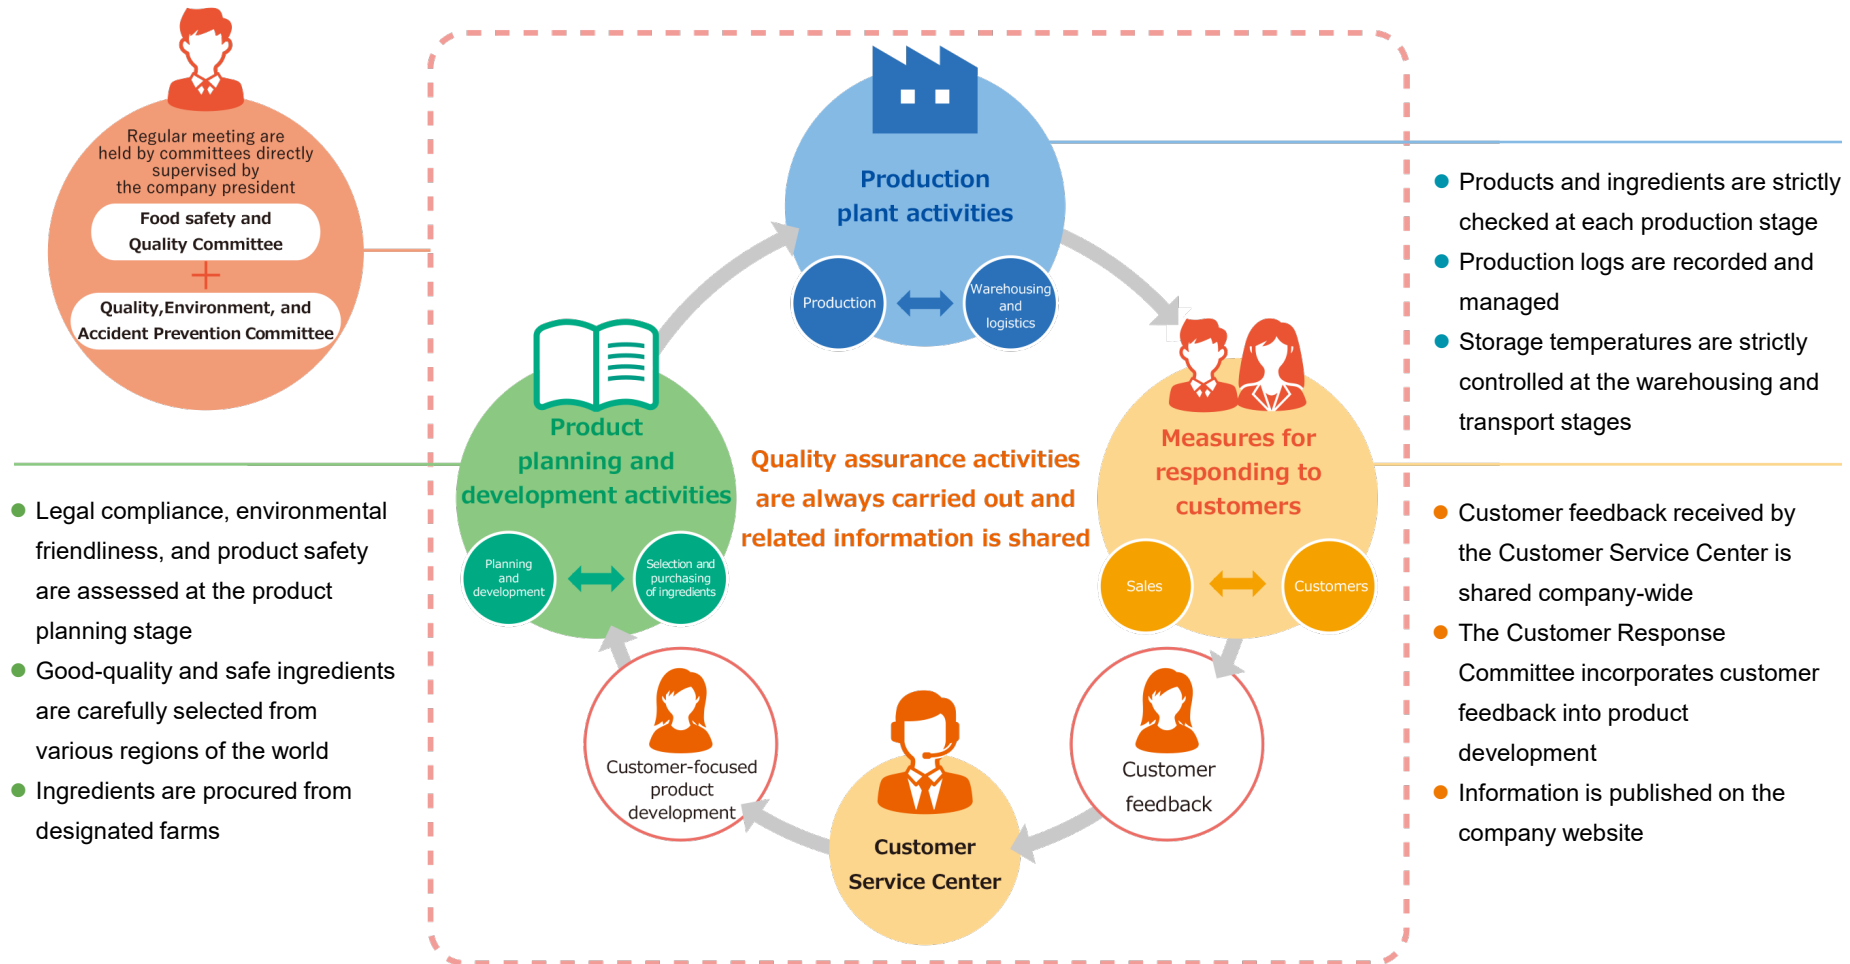 Regular meeting are
held by committees directly
supervised by
the company president
Food safety and
Quality Committee
Quality,Environment, and
Accident Prevention Committee
Production
plant activities
Production
Warehousing
and
logistics
Products and ingredients are strictly
checked at each production stage
Production logs are recorded and
managed
Storage temperatures are strictly
controlled at the warehousing and
transport stages
Product
planning and
development activities
Planning
and
development
Selection and
purchasing
of ingredients
Quality assurance activities
are always carried out and
related information is shared
Measures for
responding to
customers
Sales
Customers
Legal compliance, environmental
friendliness, and product safety
are assessed at the product
planning stage
Good-quality and safe ingredients
are carefully selected from
various regions of the world
Ingredients are procured from
designated farms
Customer feedback received by
the Customer Service Center is
shared company-wide
The Customer Response
Committee incorporates customer
feedback into product
development
Information is published on the
company website
Customer-focused
product
development
Customer
Service Center
Customer
feedback